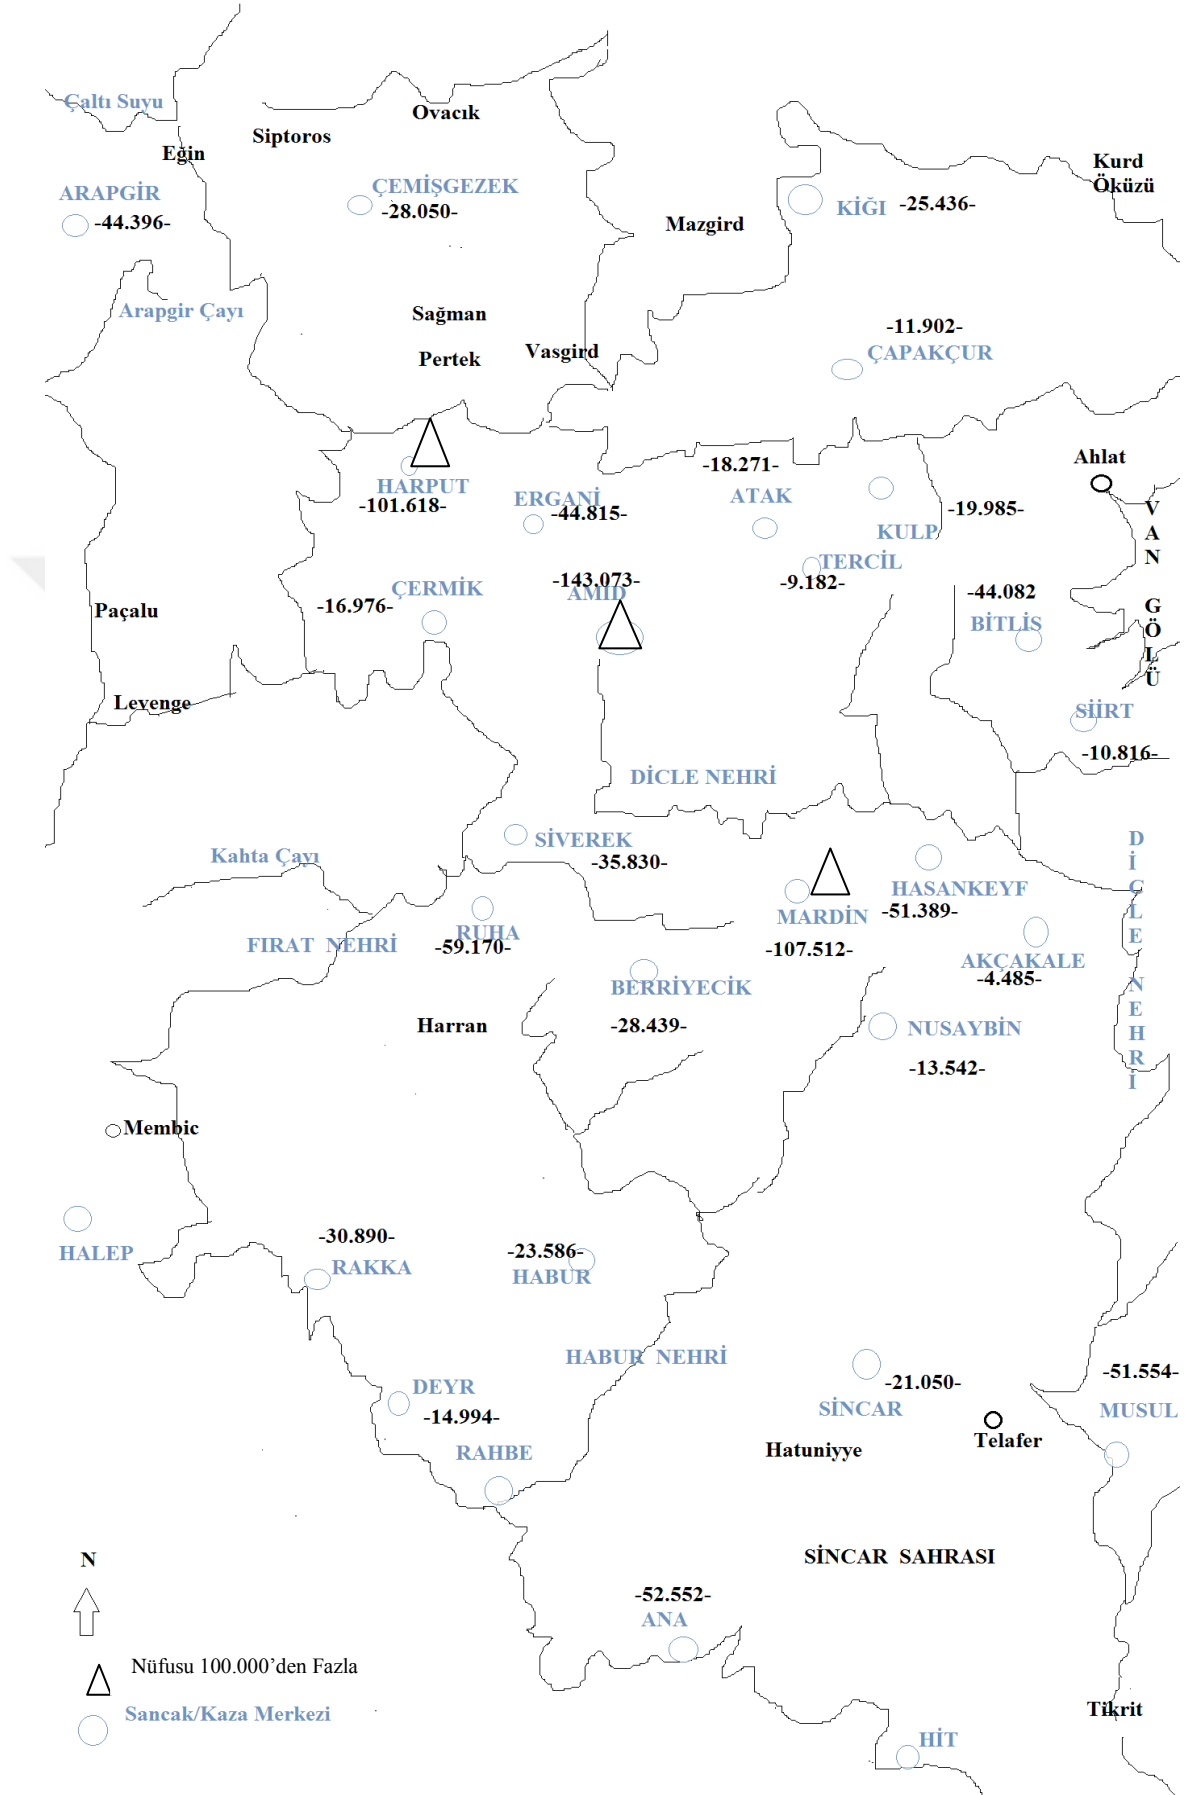 Çaltı Suyu
Ovacık
Siptoros
Eğin
Kurd
Öküzü
ARAPGİR
-44.396-
ÇEMİŞGEZEK
-28.050-
KİĞI
-25.436-
Mazgird
Arapgir Çayı
Sağman
-11.902-
ÇAPAKÇUR
Pertek
Vasgird
HARPUT
-101.618-
ERGANİ
-44.815-
-18.271-
ATAK
KULP
-19.985-
Ahlat
VAN GÖLÜ
TERCİL
-9.182-
-143.073-
AMID
ÇERMİK
-16.976-
Paçalu
-44.082
BİTLİS
Levenge
SİİRT
-10.816-
DİCLE NEHRİ
SİVEREK
-35.830-
Kahta Çayı
HASANKEYF
-51.389-
DİCLE NEHRİ
MARDİN
-107.512-
RUHA
-59.170-
FIRAT NEHRİ
AKÇAKALE
-4.485-
BERRİYECİK
-28.439-
Harran
NUSAYBİN
-13.542-
Membic
HALEP
-30.890-
RAKKA
-23.586-
HABUR
HABUR NEHRİ
DEYR
-14.994-
-21.050-
SİNCAR
-51.554-
MUSUL
RAHBE
Hatuniyye
Telafer
SİNCAR SAHRASI
N
-52.552-
ANA
Nüfusu 100.000’den Fazla
Sancak/Kaza Merkezi
Tikrit
HİT